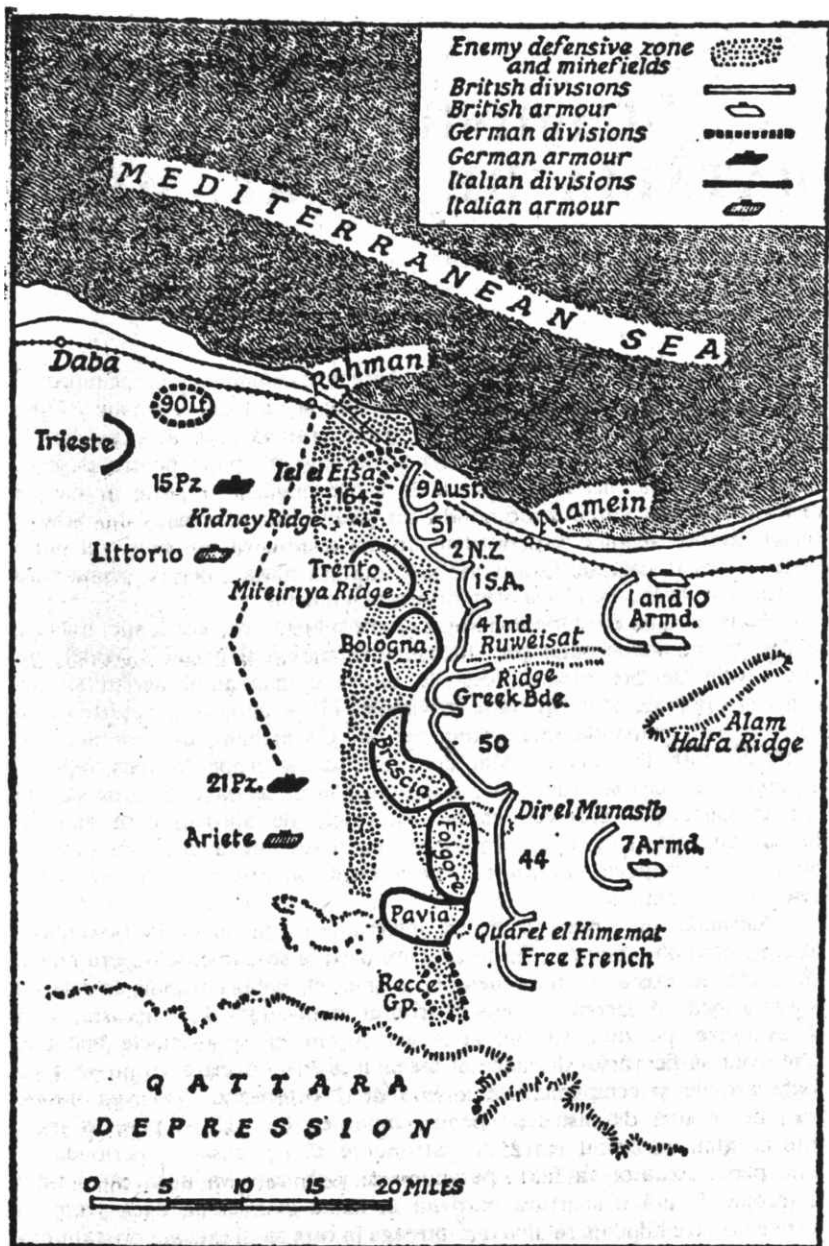 Enemy defensive zone
and minefields
British divisions
British armour
German divisions
German armour
Italian divisions
Italian armour
MEDITERRANEAN SEA
Daba
Rahman
90Lt
Trieste
15 Pz.
Tel el Eisa
164
9 Aust.
Kidney Ridge
51
Alamein
2 N.Z.
Littorio
Trento
Miteiriya Ridge
1 S.A.
1 and 10
Armd.
Bologna
4 Ind
Ruweisat
Ridge
Greek Bde.
Alam
Halfa Ridge
50
Brescia
21 Pz.
Dir el Munasib
Ariete
Folgore
44
7 Armd.
Pavia
Quaret el Himemat
Free French
Recce
GP.
QATTARA
DEPRESSION
0 5 10 15 20 MILES